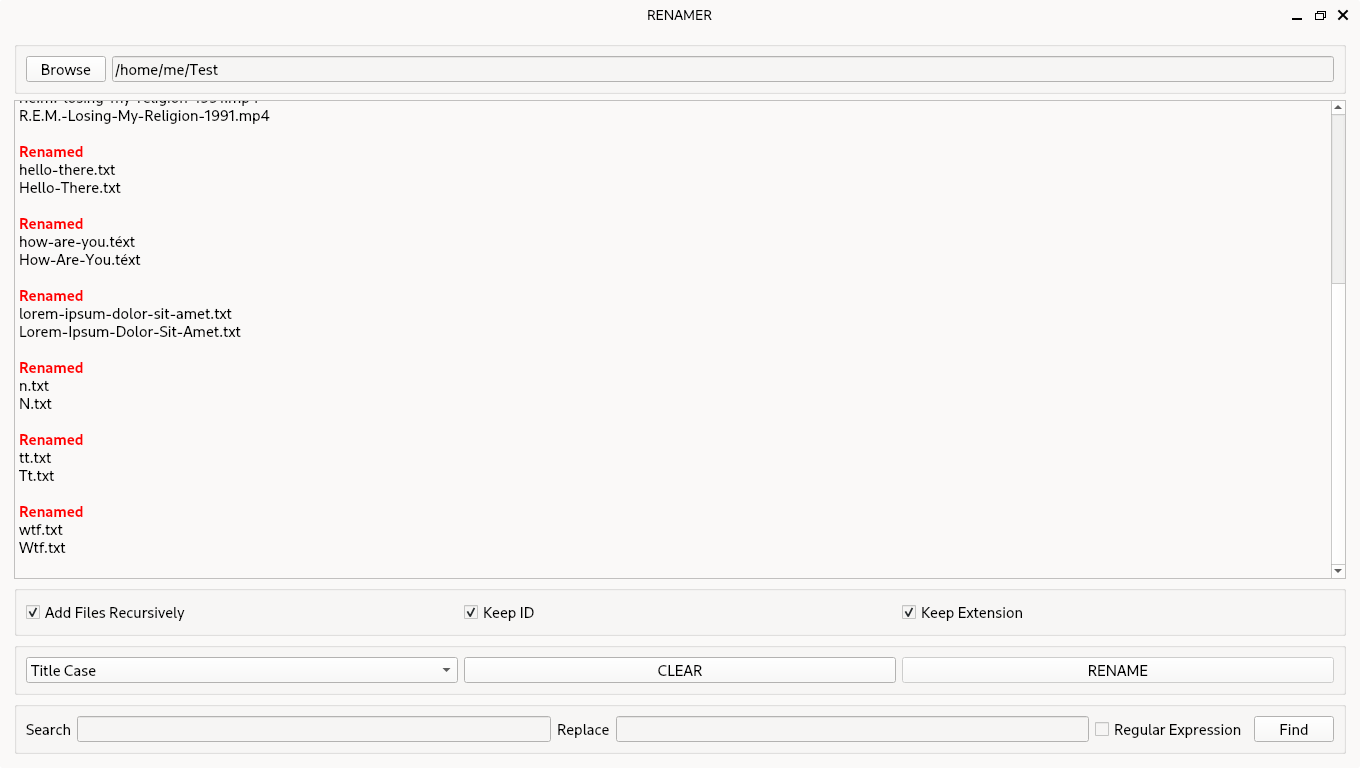 RENAMER
Browse /home/me/Test
R.E.M.-Losing-My-Religion-1991.mp4
Renamed
hello-there.txt
Hello-There.txt
Renamed
how-are-you.téxt
How-Are-You.téxt
Renamed
lorem-ipsum-dolor-sit-amet.txt
Lorem-Ipsum-Dolor-Sit-Amet.txt
Renamed
n.txt
N.txt
Renamed
tt.txt
Tt.txt
Renamed
wtf.txt
Wtf.txt
Add Files Recursively Keep ID Keep Extension
Title Case CLEAR RENAME
Search Replace Regular Expression Find